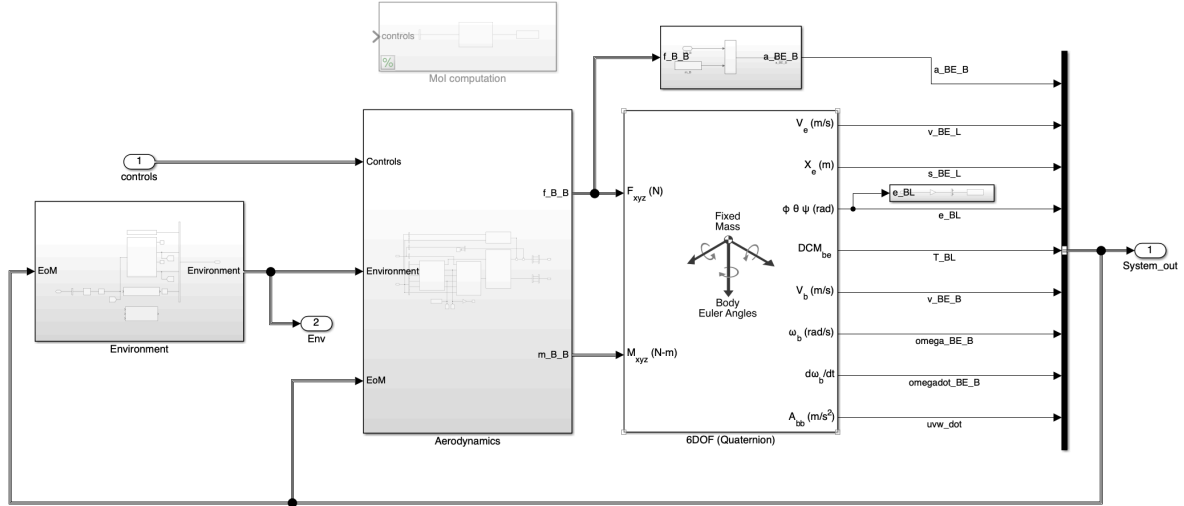 controls
%
MoI computation
f_B_B
a_BE_B
a_BE_B
1
controls
Controls
f_B_B
F_xyz (N)
Fixed
Mass
Body
Euler Angles
V_e (m/s)
v_BE_L
X_e (m)
s_BE_L
ϕ θ ψ (rad)
e_BL
e_BL
DCM_be
T_BL
1
System_out
V_b (m/s)
v_BE_B
ω_b (rad/s)
omega_BE_B
dω_b/dt
omegadot_BE_B
A_bb (m/s²)
uvw_dot
EoM
Environment
Environment
Environment
2
Env
m_B_B
M_xyz (N-m)
EoM
Aerodynamics
6DOF (Quaternion)